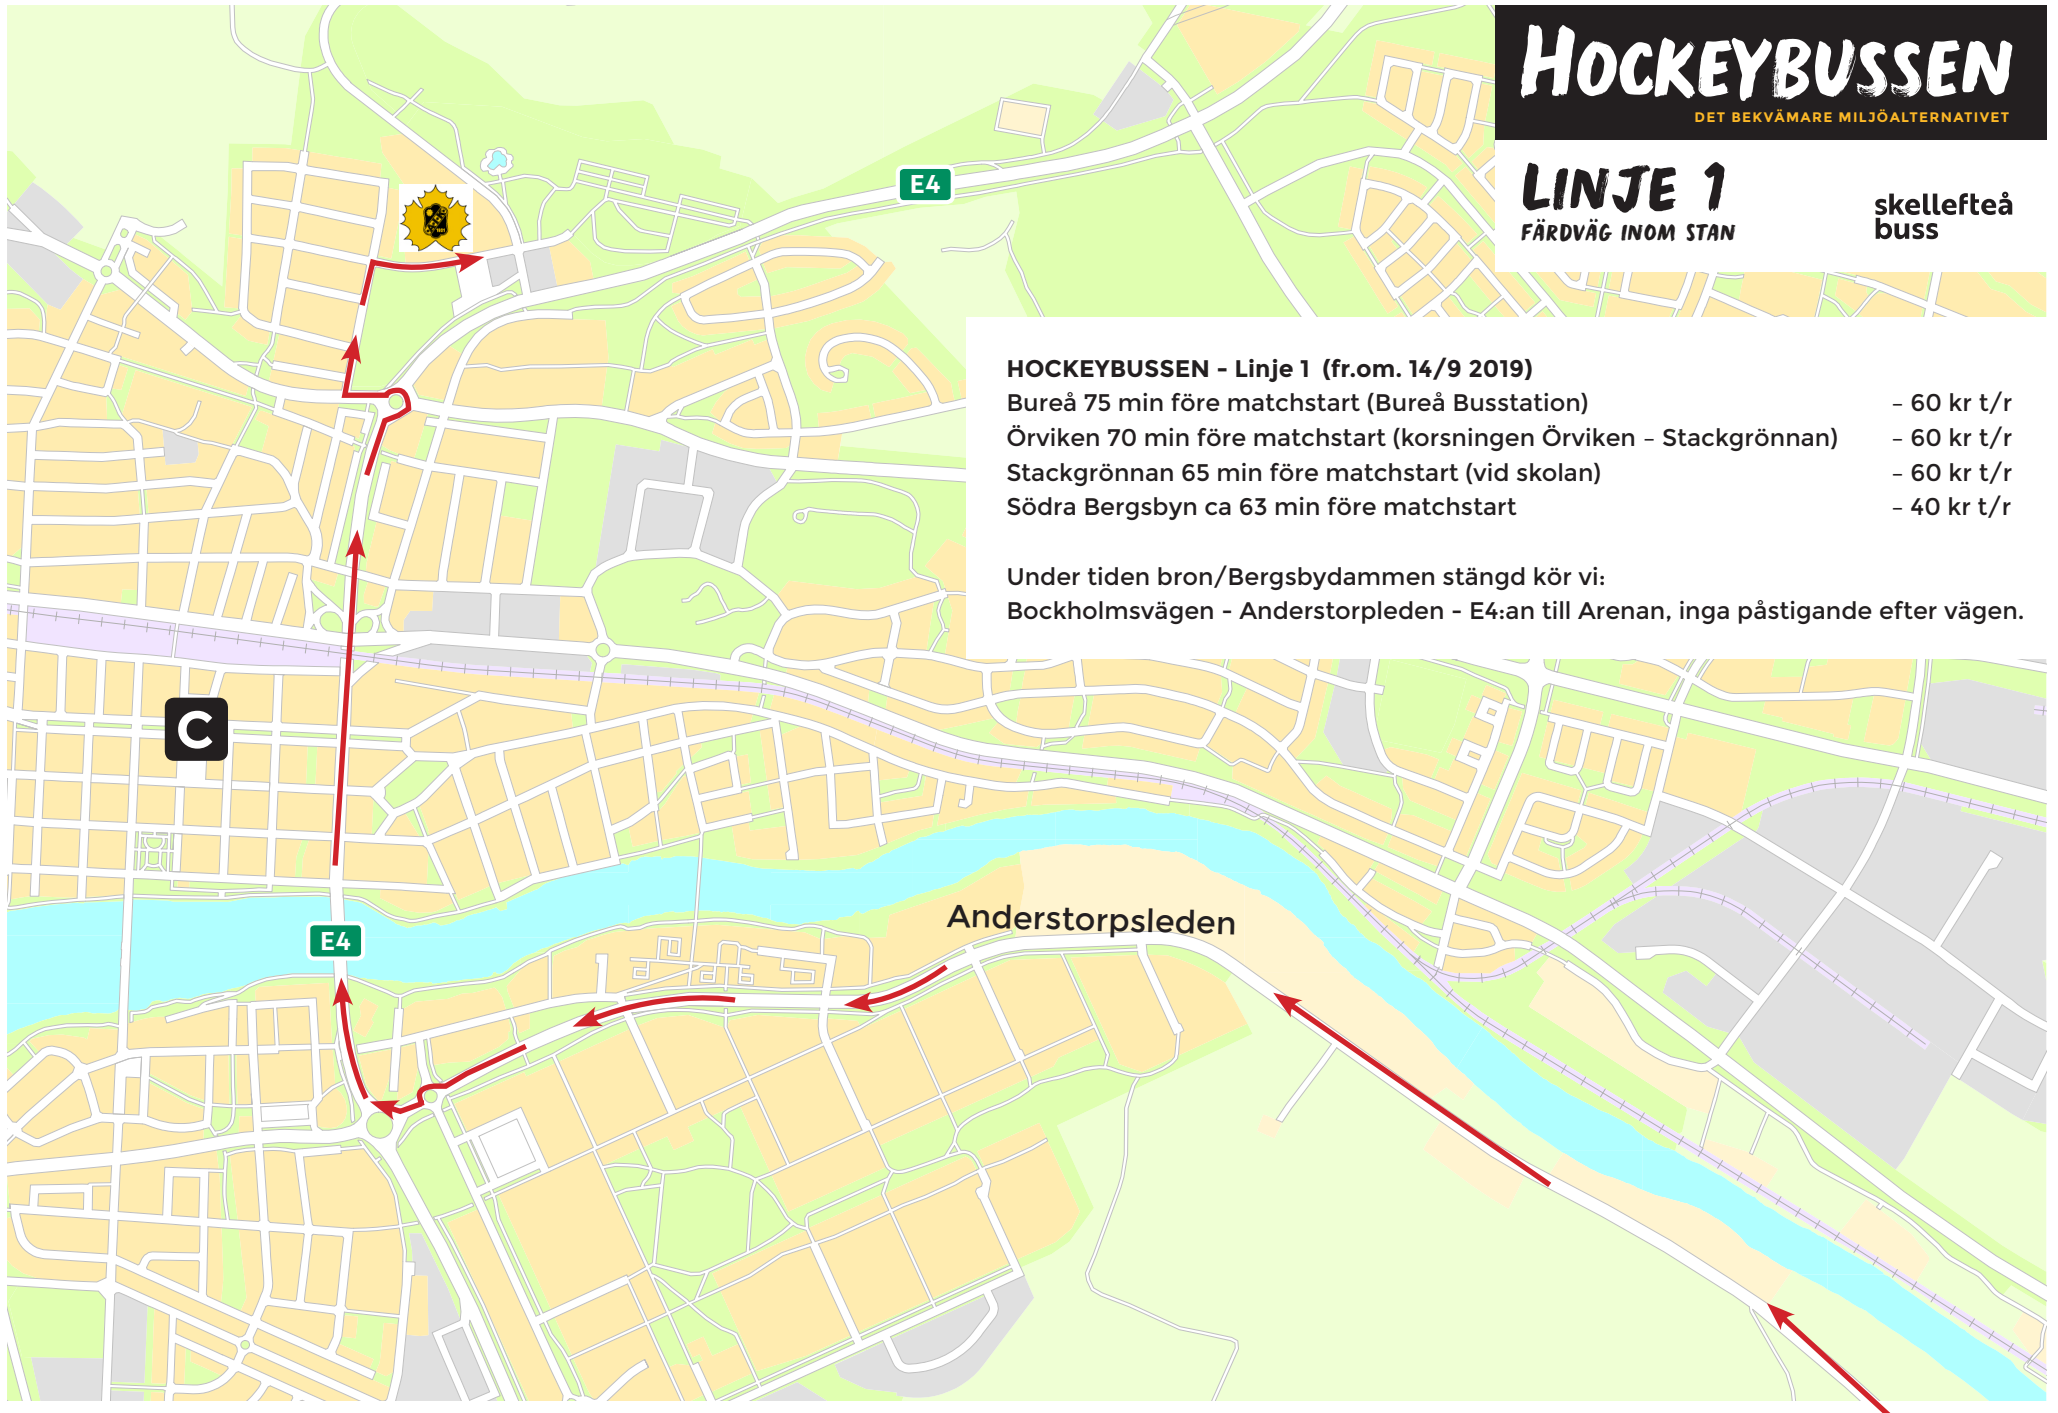 HOCKEYBUSSEN
DET BEKVÄMARE MILJÖALTERNATIVET
LINJE 1
FÄRDVÄG INOM STAN
skellefteå
buss
E4
HOCKEYBUSSEN - Linje 1 (fr.om. 14/9 2019)
Bureå 75 min före matchstart (Bureå Busstation) – 60 kr t/r
Örviken 70 min före matchstart (korsningen Örviken – Stackgrönnan) – 60 kr t/r
Stackgrönnan 65 min före matchstart (vid skolan) – 60 kr t/r
Södra Bergsbyn ca 63 min före matchstart – 40 kr t/r
Under tiden bron/Bergsbydammen stängd kör vi:
Bockholmsvägen - Anderstorpleden - E4:an till Arenan, inga påstigande efter vägen.
C
Anderstorpsleden
E4